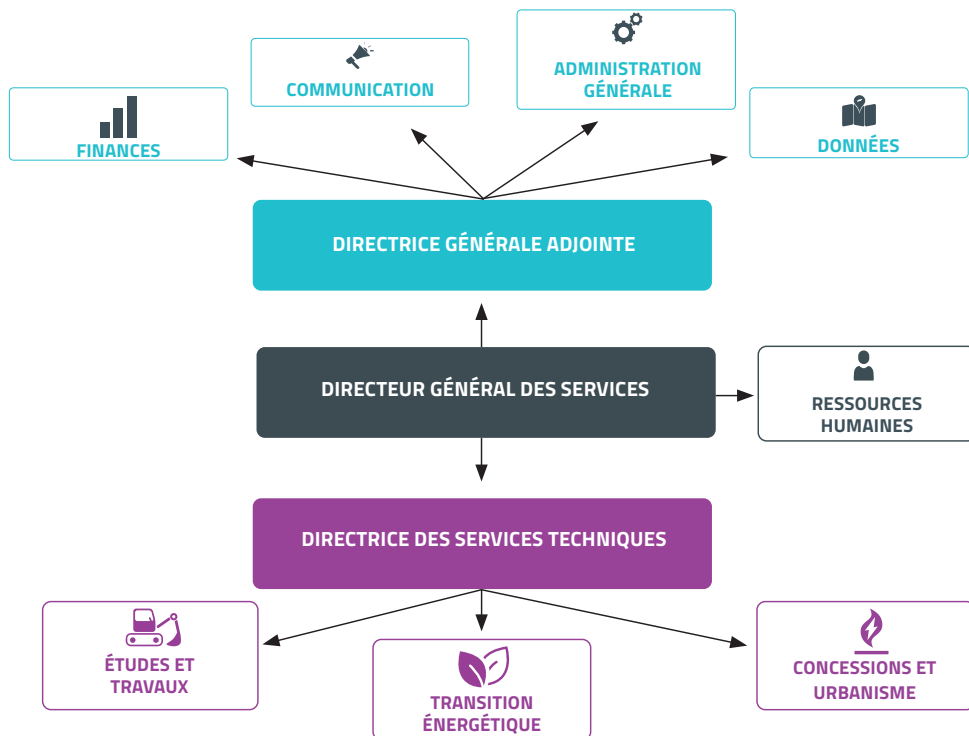 COMMUNICATION
ADMINISTRATION
GÉNÉRALE
FINANCES
DONNÉES
DIRECTRICE GÉNÉRALE ADJOINTE
DIRECTEUR GÉNÉRAL DES SERVICES
RESSOURCES
HUMAINES
DIRECTRICE DES SERVICES TECHNIQUES
ÉTUDES ET
TRAVAUX
TRANSITION
ÉNERGÉTIQUE
CONCESSIONS ET
URBANISME